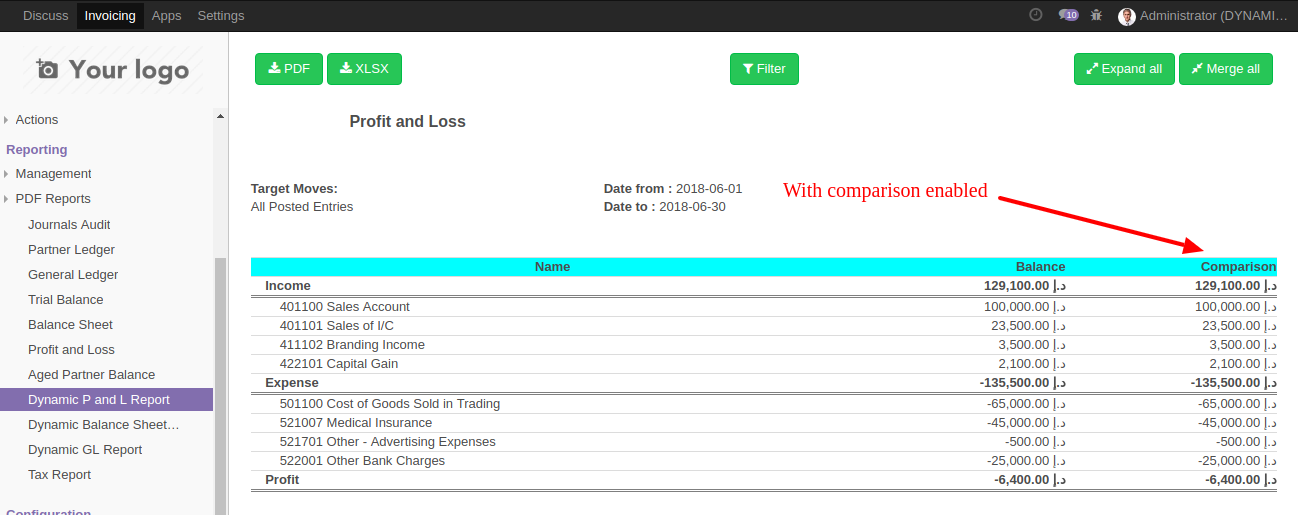 Discuss Invoicing Apps Settings 10 Administrator (DYNAMI...
Your logo
PDF XLSX Filter Expand all Merge all
Actions
Reporting
Management
PDF Reports
Journals Audit
Partner Ledger
General Ledger
Trial Balance
Balance Sheet
Profit and Loss
Aged Partner Balance
Dynamic P and L Report
Dynamic Balance Sheet...
Dynamic GL Report
Tax Report
Configuration
Profit and Loss
Target Moves:
All Posted Entries
Date from : 2018-06-01
Date to : 2018-06-30
With comparison enabled
Name Balance Comparison
Income 129,100.00 د.إ 129,100.00 د.إ
401100 Sales Account 100,000.00 د.إ 100,000.00 د.إ
401101 Sales of I/C 23,500.00 د.إ 23,500.00 د.إ
411102 Branding Income 3,500.00 د.إ 3,500.00 د.إ
422101 Capital Gain 2,100.00 د.إ 2,100.00 د.إ
Expense -135,500.00 د.إ -135,500.00 د.إ
501100 Cost of Goods Sold in Trading -65,000.00 د.إ -65,000.00 د.إ
521007 Medical Insurance -45,000.00 د.إ -45,000.00 د.إ
521701 Other - Advertising Expenses -500.00 د.إ -500.00 د.إ
522001 Other Bank Charges -25,000.00 د.إ -25,000.00 د.إ
Profit -6,400.00 د.إ -6,400.00 د.إ